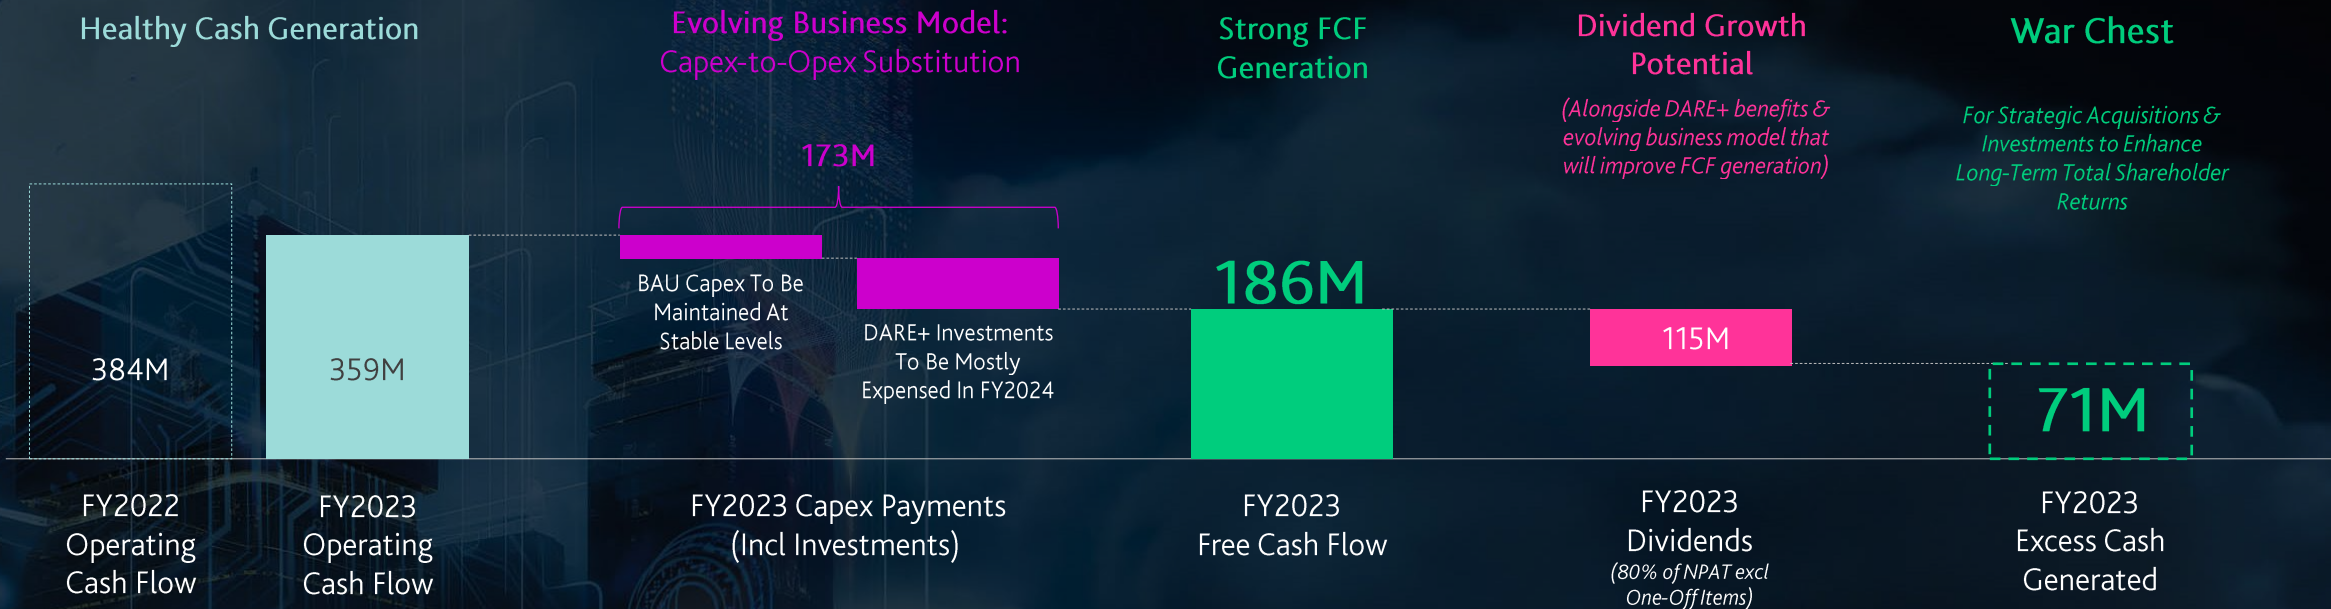 Healthy Cash Generation
Evolving Business Model:
Capex-to-Opex Substitution
Strong FCF
Generation
Dividend Growth
Potential
(Alongside DARE+ benefits &
evolving business model that
will improve FCF generation)
War Chest
For Strategic Acquisitions &
Investments to Enhance
Long-Term Total Shareholder
Returns
173M
384M
359M
BAU Capex To Be
Maintained At
Stable Levels
DARE+ Investments
To Be Mostly
Expensed In FY2024
186M
115M
71M
FY2022
Operating
Cash Flow
FY2023
Operating
Cash Flow
FY2023 Capex Payments
(Incl Investments)
FY2023
Free Cash Flow
FY2023
Dividends
(80% of NPAT excl
One-Off Items)
FY2023
Excess Cash
Generated